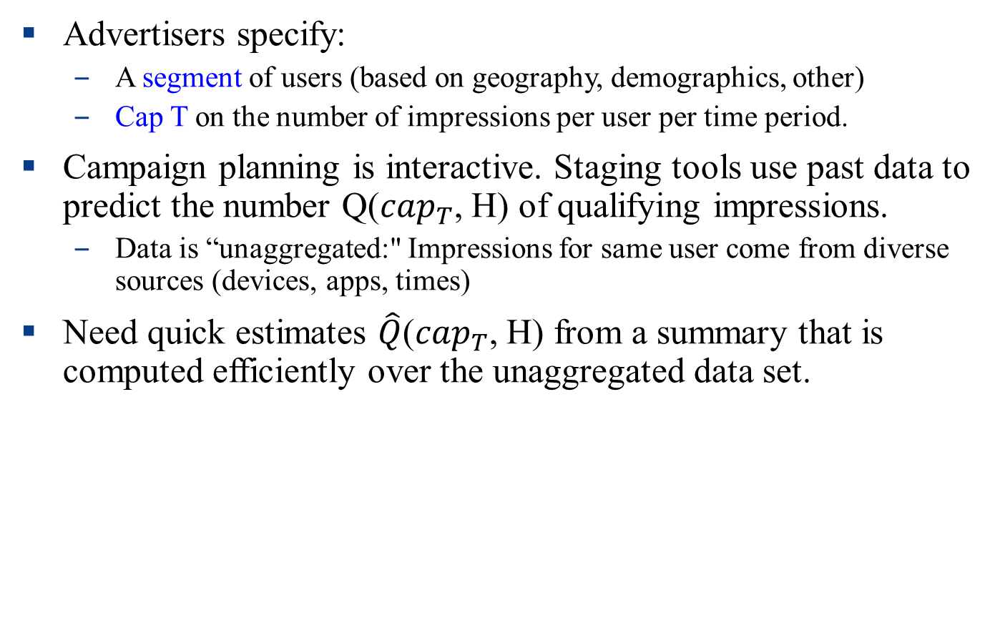 ▪ Advertisers specify:
– A segment of users (based on geography, demographics, other)
– Cap T on the number of impressions per user per time period.
▪ Campaign planning is interactive. Staging tools use past data to
predict the number Q(𝑐𝑎𝑝_𝑇, H) of qualifying impressions.
– Data is “unaggregated:" Impressions for same user come from diverse
sources (devices, apps, times)
▪ Need quick estimates Q̂(𝑐𝑎𝑝_𝑇, H) from a summary that is
computed efficiently over the unaggregated data set.